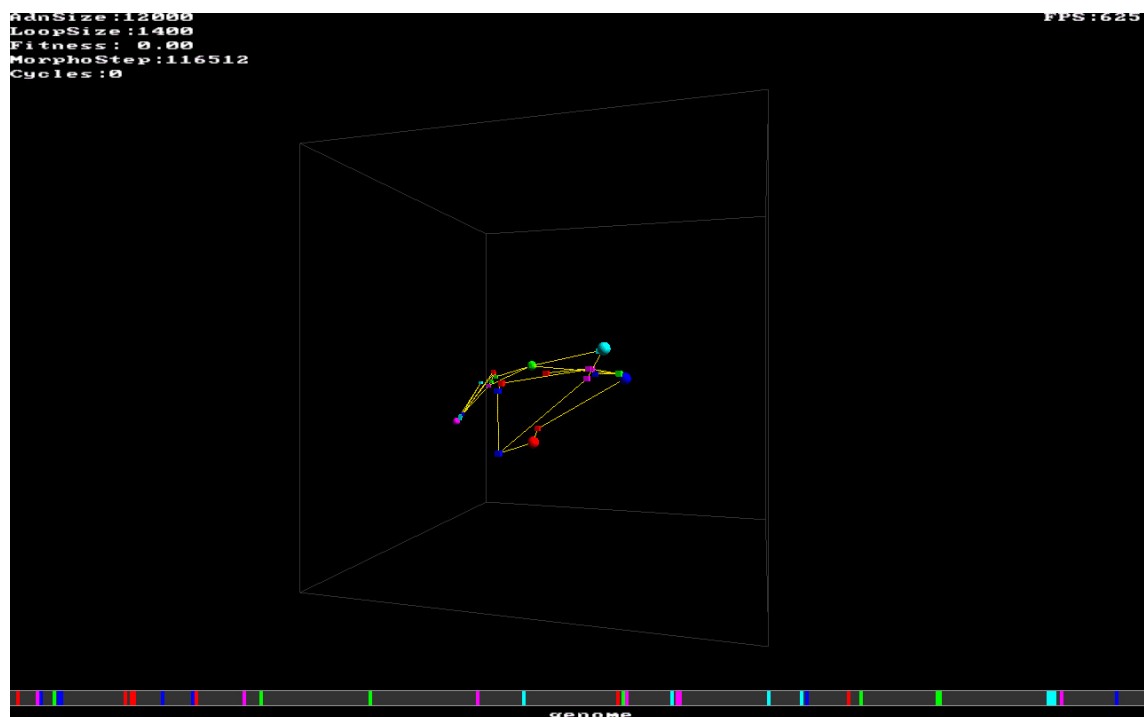 AdnSize:12000
FPS:625
LoopSize:1400
Fitness: 0.00
MorphoStep:116512
Cycles:0
genome